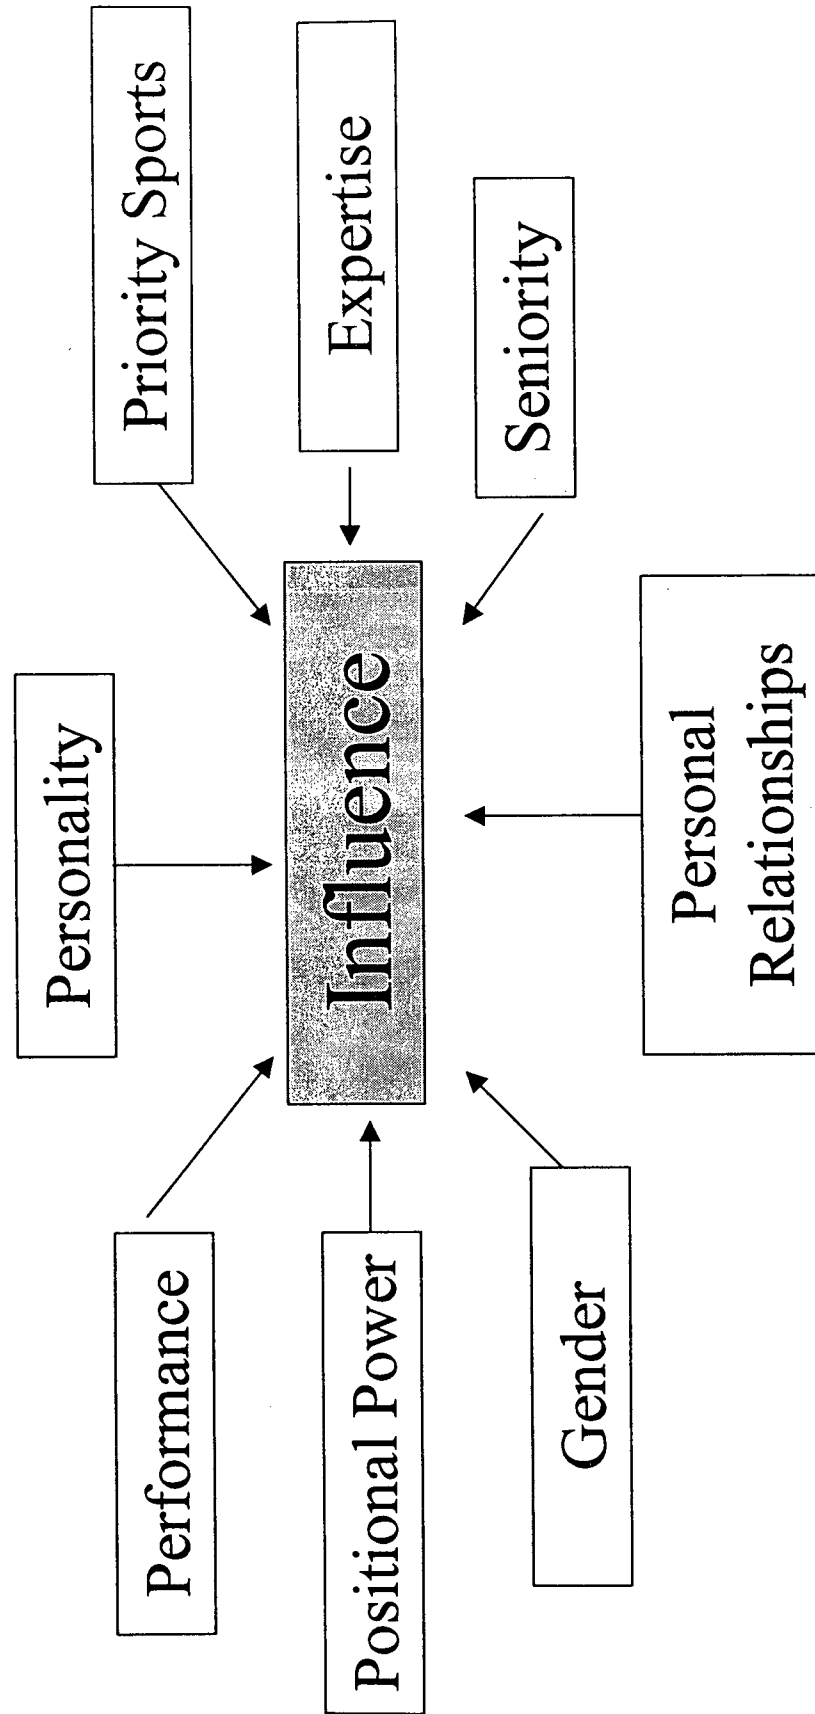 Personality
Performance
Priority Sports
Positional Power
Influence
Expertise
Gender
Seniority
Personal
Relationships